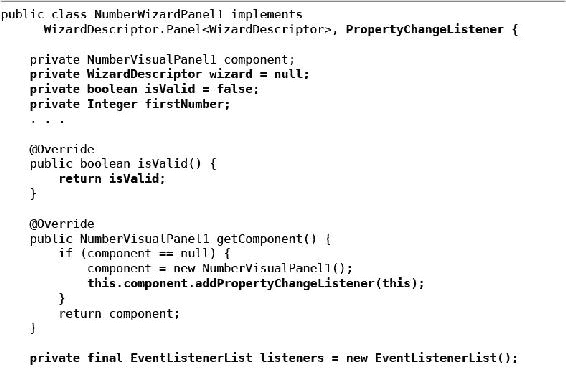 public class NumberWizardPanel1 implements
WizardDescriptor.Panel<WizardDescriptor>, PropertyChangeListener {
private NumberVisualPanel1 component;
private WizardDescriptor wizard = null;
private boolean isValid = false;
private Integer firstNumber;
. . .
@Override
public boolean isValid() {
return isValid;
}
@Override
public NumberVisualPanel1 getComponent() {
if (component == null) {
component = new NumberVisualPanel1();
this.component.addPropertyChangeListener(this);
}
return component;
}
private final EventListenerList listeners = new EventListenerList();